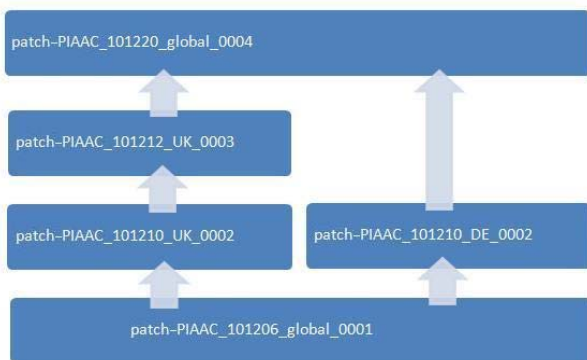 patch-PIAAC_101220_global_0004
patch-PIAAC_101212_UK_0003
patch-PIAAC_101210_UK_0002
patch-PIAAC_101210_DE_0002
patch-PIAAC_101206_global_0001